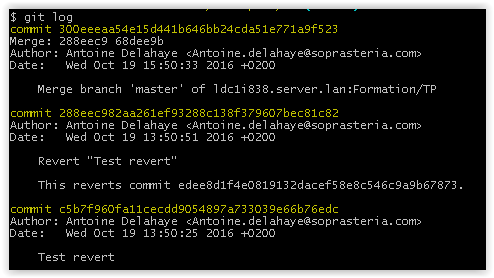 $ git log
commit 300eeeaa54e15d441b646bb24cda51e771a9f523
Merge: 288eec9 68dee9b
Author: Antoine Delahaye <Antoine.delahaye@soprasteria.com>
Date:   Wed Oct 19 15:50:33 2016 +0200
    Merge branch 'master' of ldc1i838.server.lan:Formation/TP
commit 288eec982aa261ef93288c138f379607bec81c82
Author: Antoine Delahaye <Antoine.delahaye@soprasteria.com>
Date:   Wed Oct 19 13:50:51 2016 +0200
    Revert "Test revert"
    This reverts commit edee8d1f4e0819132dacef58e8c546c9a9b67873.
commit c5b7f960fa11cecdd9054897a733039e66b76edc
Author: Antoine Delahaye <Antoine.delahaye@soprasteria.com>
Date:   Wed Oct 19 13:50:25 2016 +0200
    Test revert